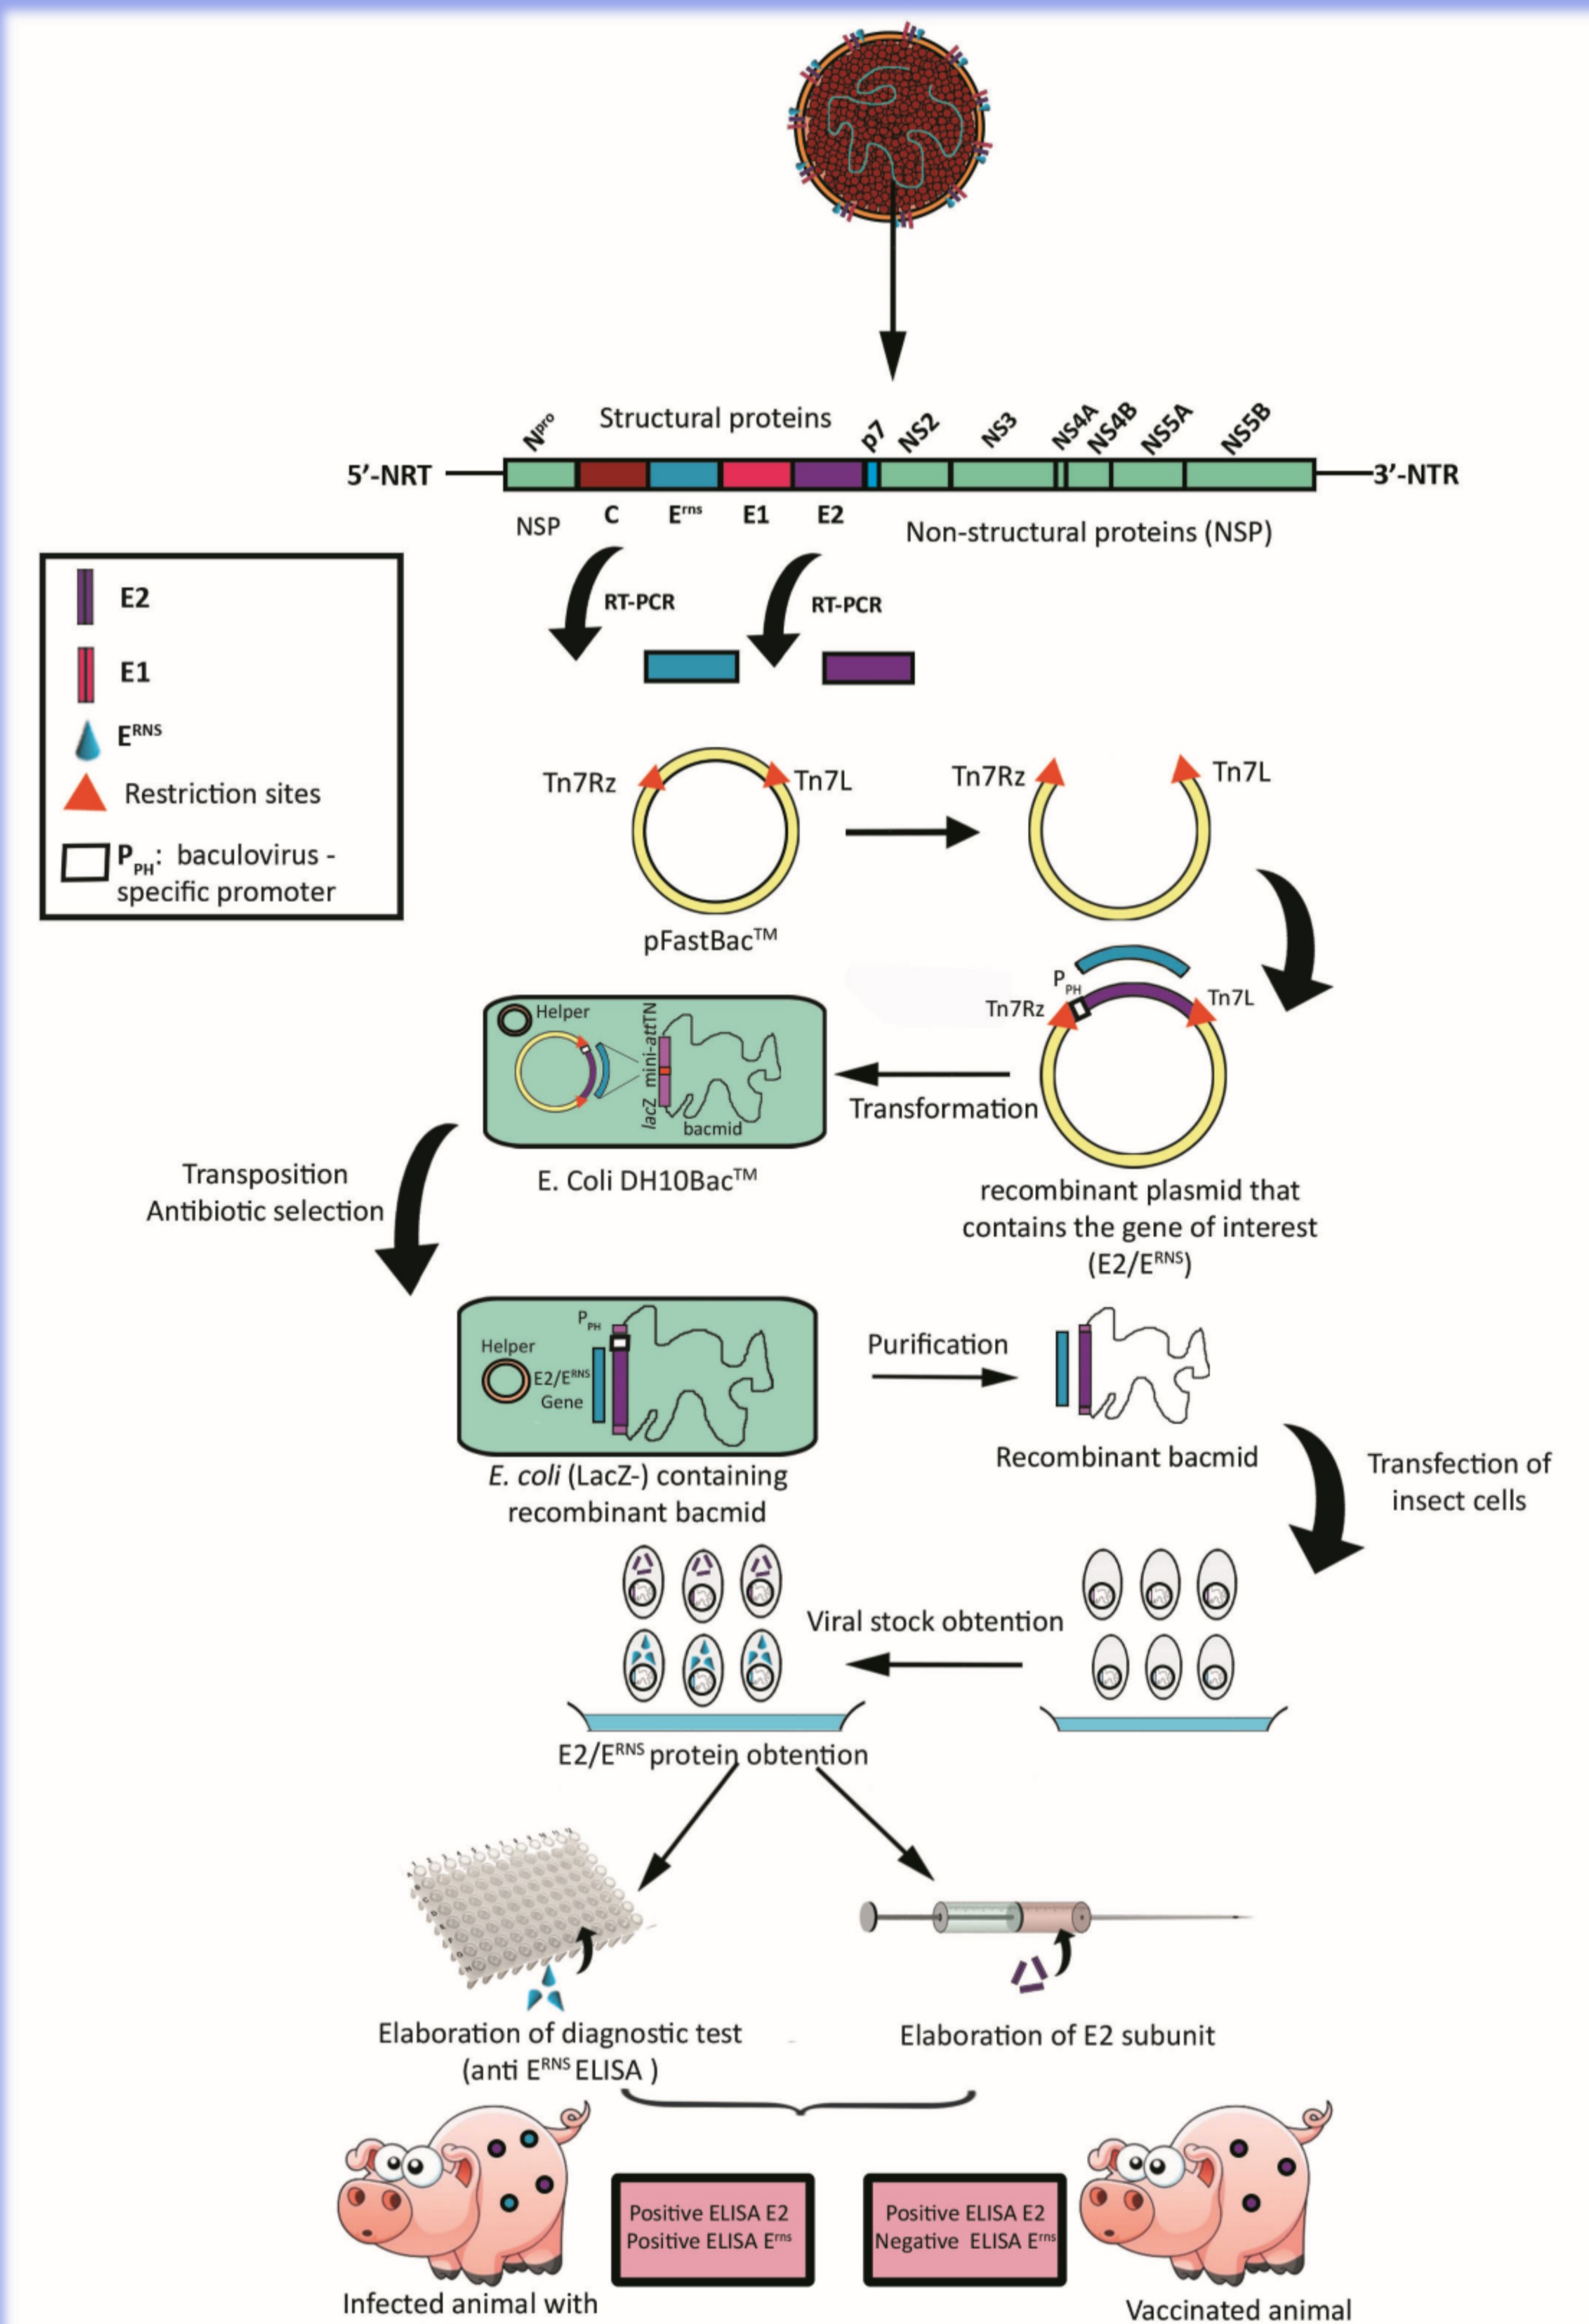 Structural proteins
Npro
p7
NS2
NS3
NS4A
NS4B
NS5A
NS5B
5’-NRT
3’-NTR
NSP
C
Erns
E1
E2
Non-structural proteins (NSP)
RT-PCR
RT-PCR
E2
E1
ERNS
Restriction sites
PPH: baculovirus -
specific promoter
Tn7Rz
Tn7L
Tn7Rz
Tn7L
pFastBacTM
PPH
Tn7Rz
Tn7L
Helper
lacZ mini-attTN
bacmid
Transformation
E. Coli DH10BacTM
recombinant plasmid that
contains the gene of interest
(E2/ERNS)
Transposition
Antibiotic selection
PPH
Helper
E2/ERNS
Gene
Purification
E. coli (LacZ-) containing
recombinant bacmid
Recombinant bacmid
Transfection of
insect cells
Viral stock obtention
E2/ERNS protein obtention
Elaboration of diagnostic test
(anti ERNS ELISA )
Elaboration of E2 subunit
Positive ELISA E2
Positive ELISA Erns
Positive ELISA E2
Negative ELISA Erns
Infected animal with
Vaccinated animal